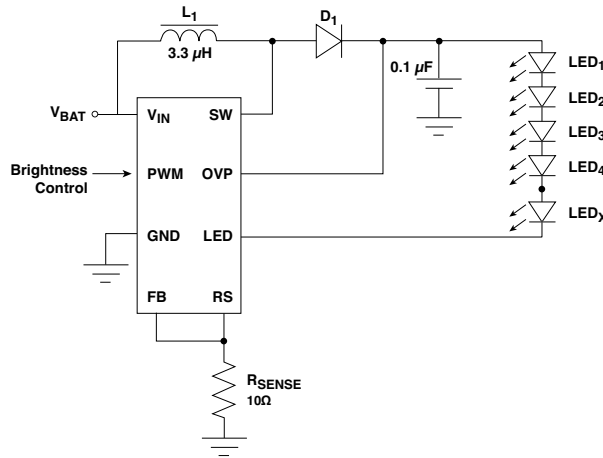 L1
3.3 µH
D1
0.1 µF
LED1
LED2
LED3
LED4
LEDX
VBAT
VIN
SW
Brightness
Control
PWM
OVP
GND
LED
FB
RS
RSENSE
10Ω